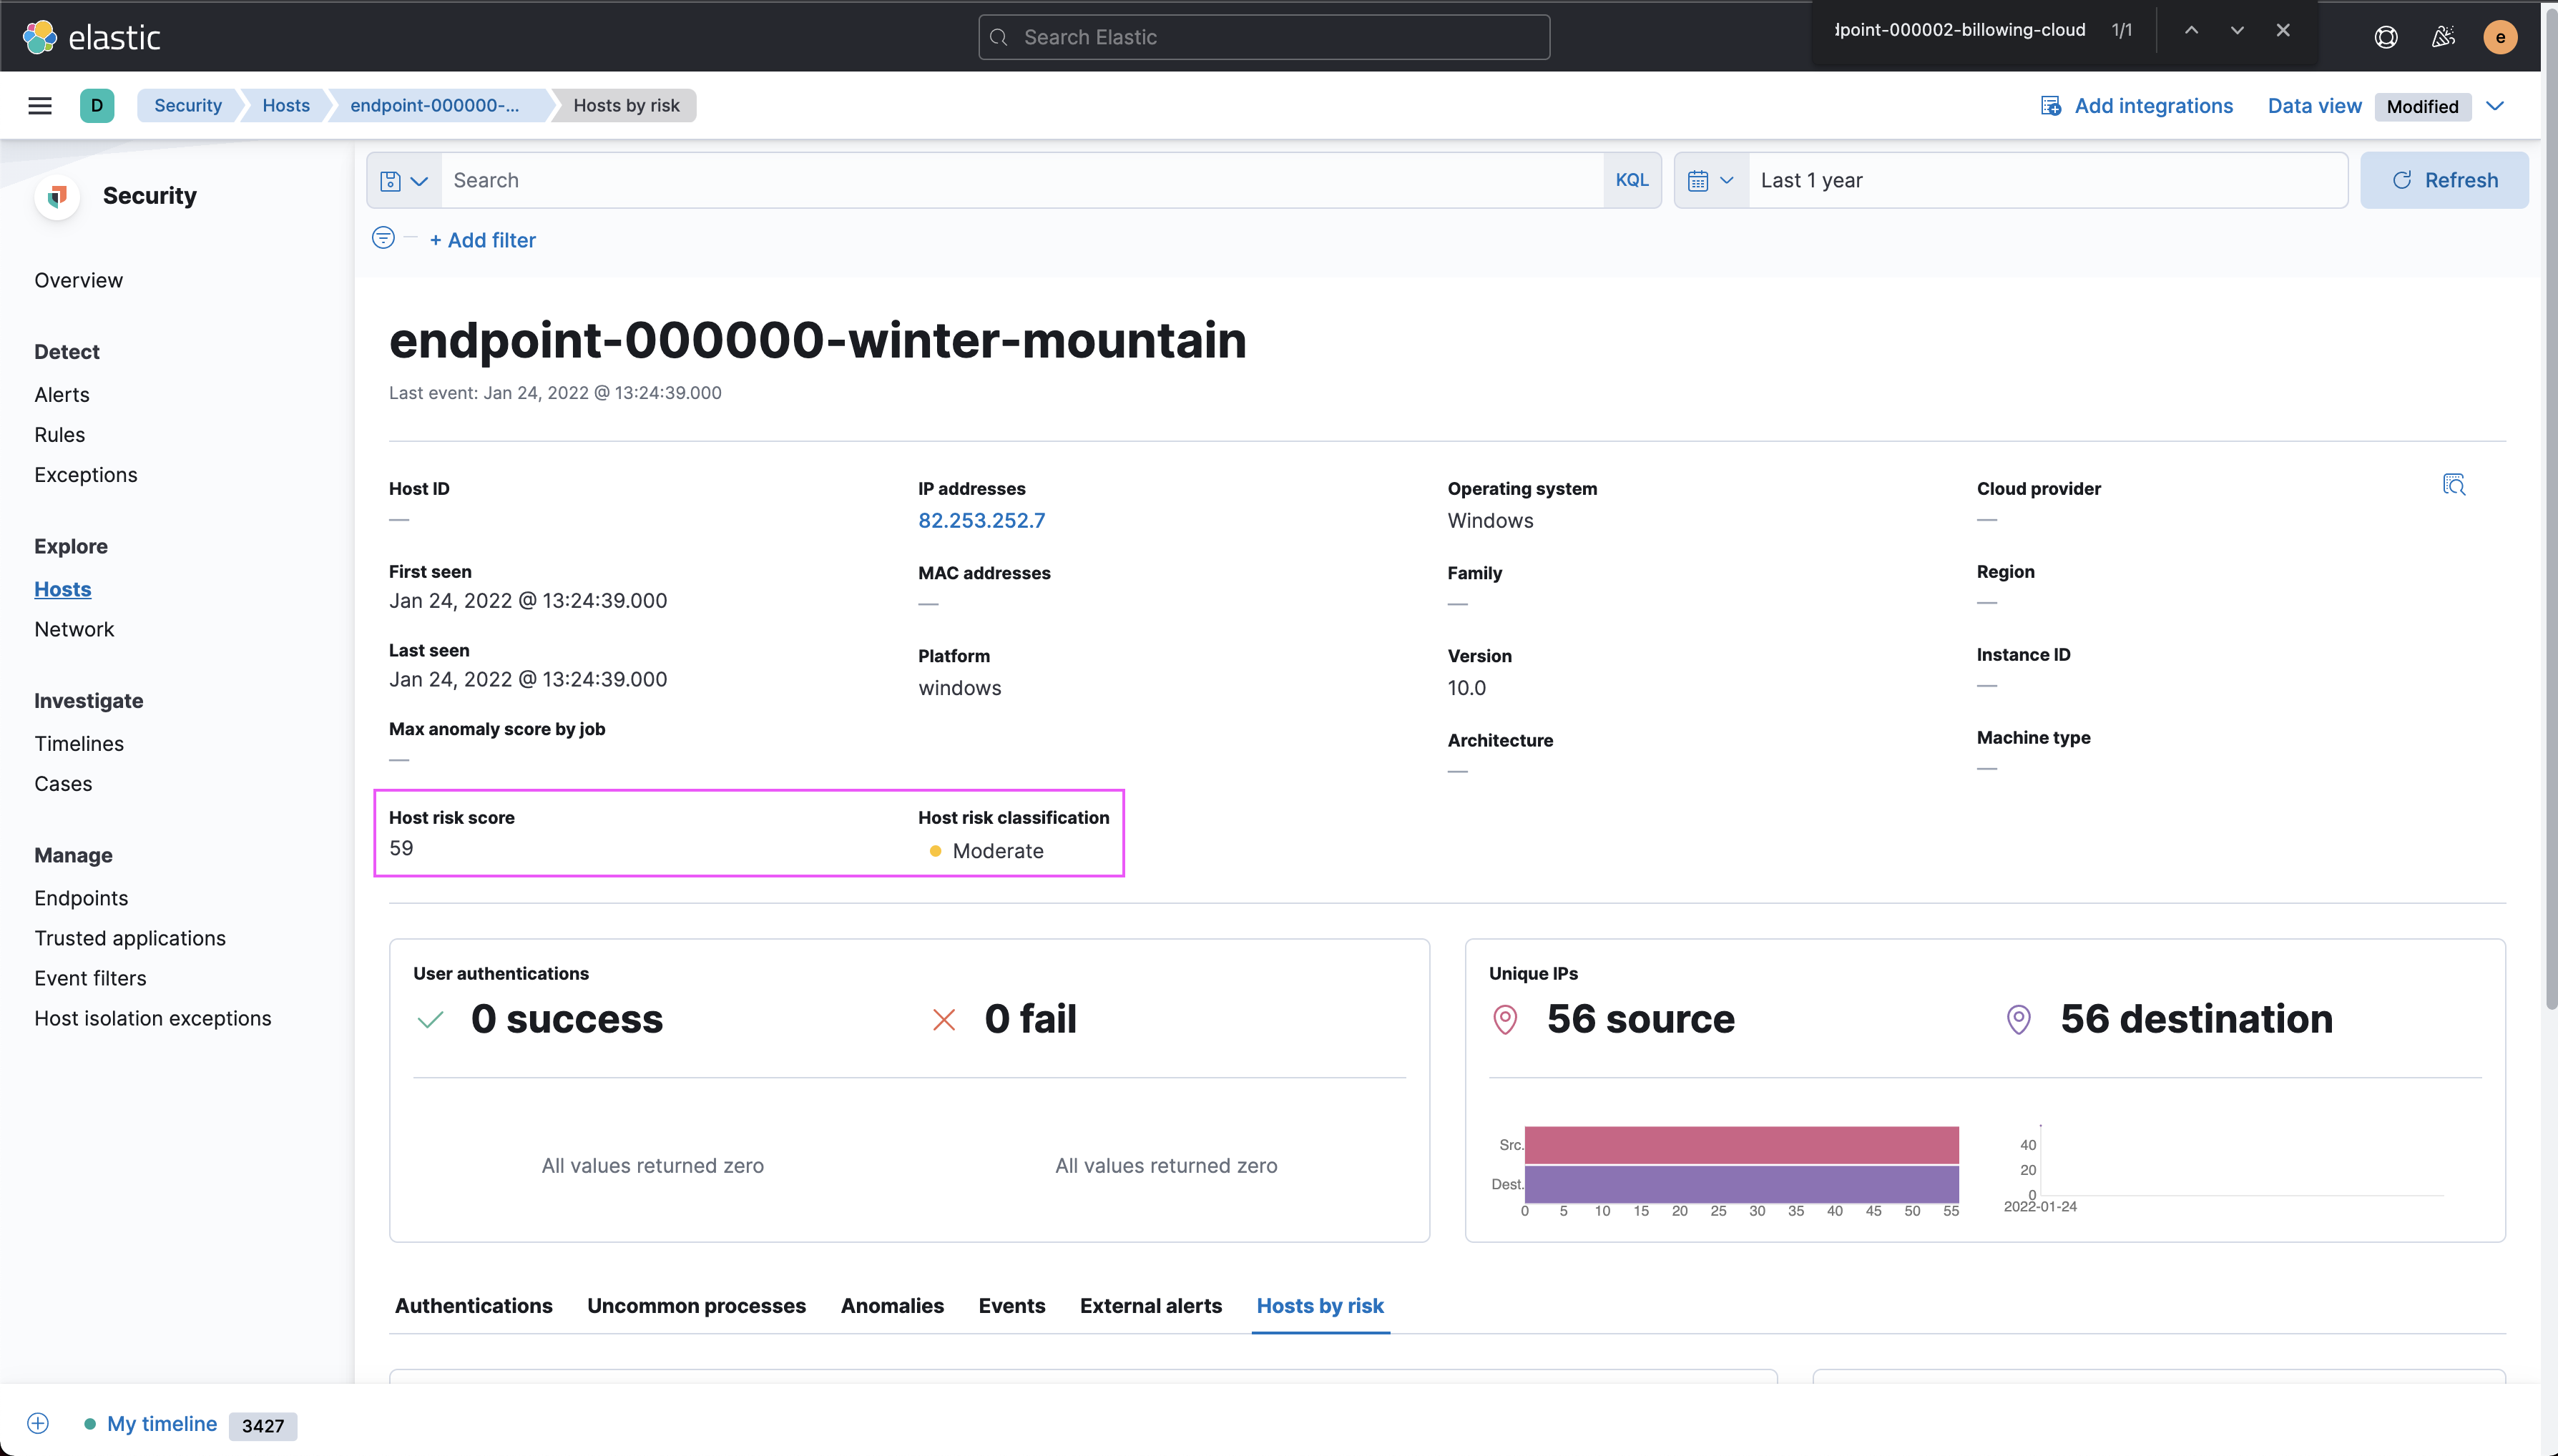 elastic
Search Elastic
point-000002-billowing-cloud 1/1
e
D
Security
Hosts
endpoint-000000-...
Hosts by risk
Add integrations
Data view
Modified
Security
Overview
Detect
Alerts
Rules
Exceptions
Explore
Hosts
Network
Investigate
Timelines
Cases
Manage
Endpoints
Trusted applications
Event filters
Host isolation exceptions
Search
KQL
Last 1 year
Refresh
+ Add filter
endpoint-000000-winter-mountain
Last event: Jan 24, 2022 @ 13:24:39.000
Host ID
—
First seen
Jan 24, 2022 @ 13:24:39.000
Last seen
Jan 24, 2022 @ 13:24:39.000
Max anomaly score by job
—
IP addresses
82.253.252.7
MAC addresses
—
Platform
windows
Operating system
Windows
Family
—
Version
10.0
Architecture
—
Cloud provider
—
Region
—
Instance ID
—
Machine type
—
Host risk score
59
Host risk classification
Moderate
User authentications
0 success
0 fail
All values returned zero
All values returned zero
Unique IPs
56 source
56 destination
Src.
Dest.
0 5 10 15 20 25 30 35 40 45 50 55
40
20
0
2022-01-24
Authentications
Uncommon processes
Anomalies
Events
External alerts
Hosts by risk
My timeline
3427